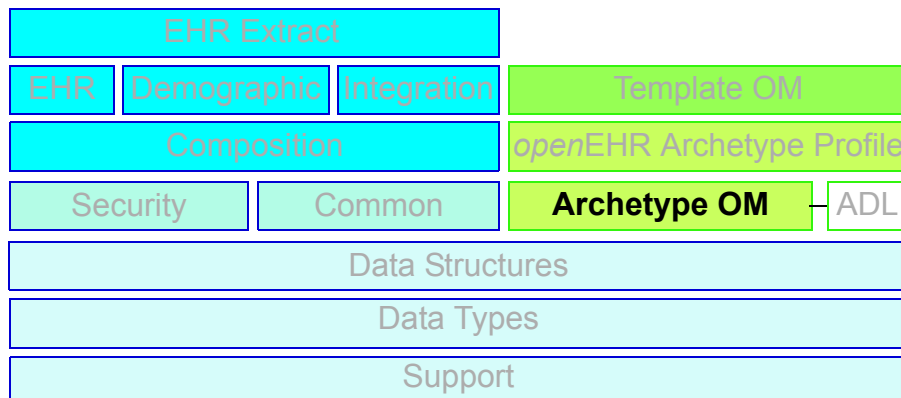 EHR Extract
EHR Demographic Integration Template OM
Composition openEHR Archetype Profile
Security Common Archetype OM ADL
Data Structures
Data Types
Support